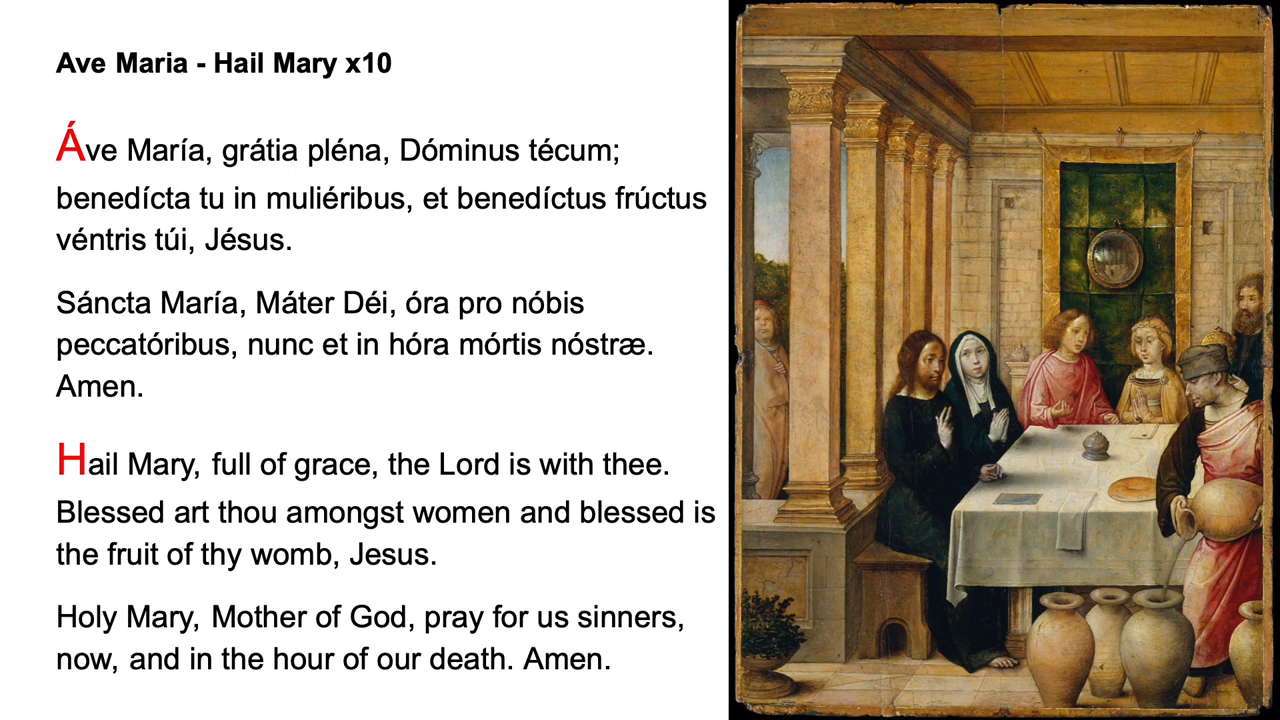 Ave Maria - Hail Mary x10
Áve María, grátia pléna, Dóminus técum;
benedícta tu in muliéribus, et benedíctus frúctus
véntris túi, Jésus.
Sáncta María, Máter Déi, óra pro nóbis
peccatóribus, nunc et in hóra mórtis nóstræ.
Amen.
Hail Mary, full of grace, the Lord is with thee.
Blessed art thou amongst women and blessed is
the fruit of thy womb, Jesus.
Holy Mary, Mother of God, pray for us sinners,
now, and in the hour of our death. Amen.